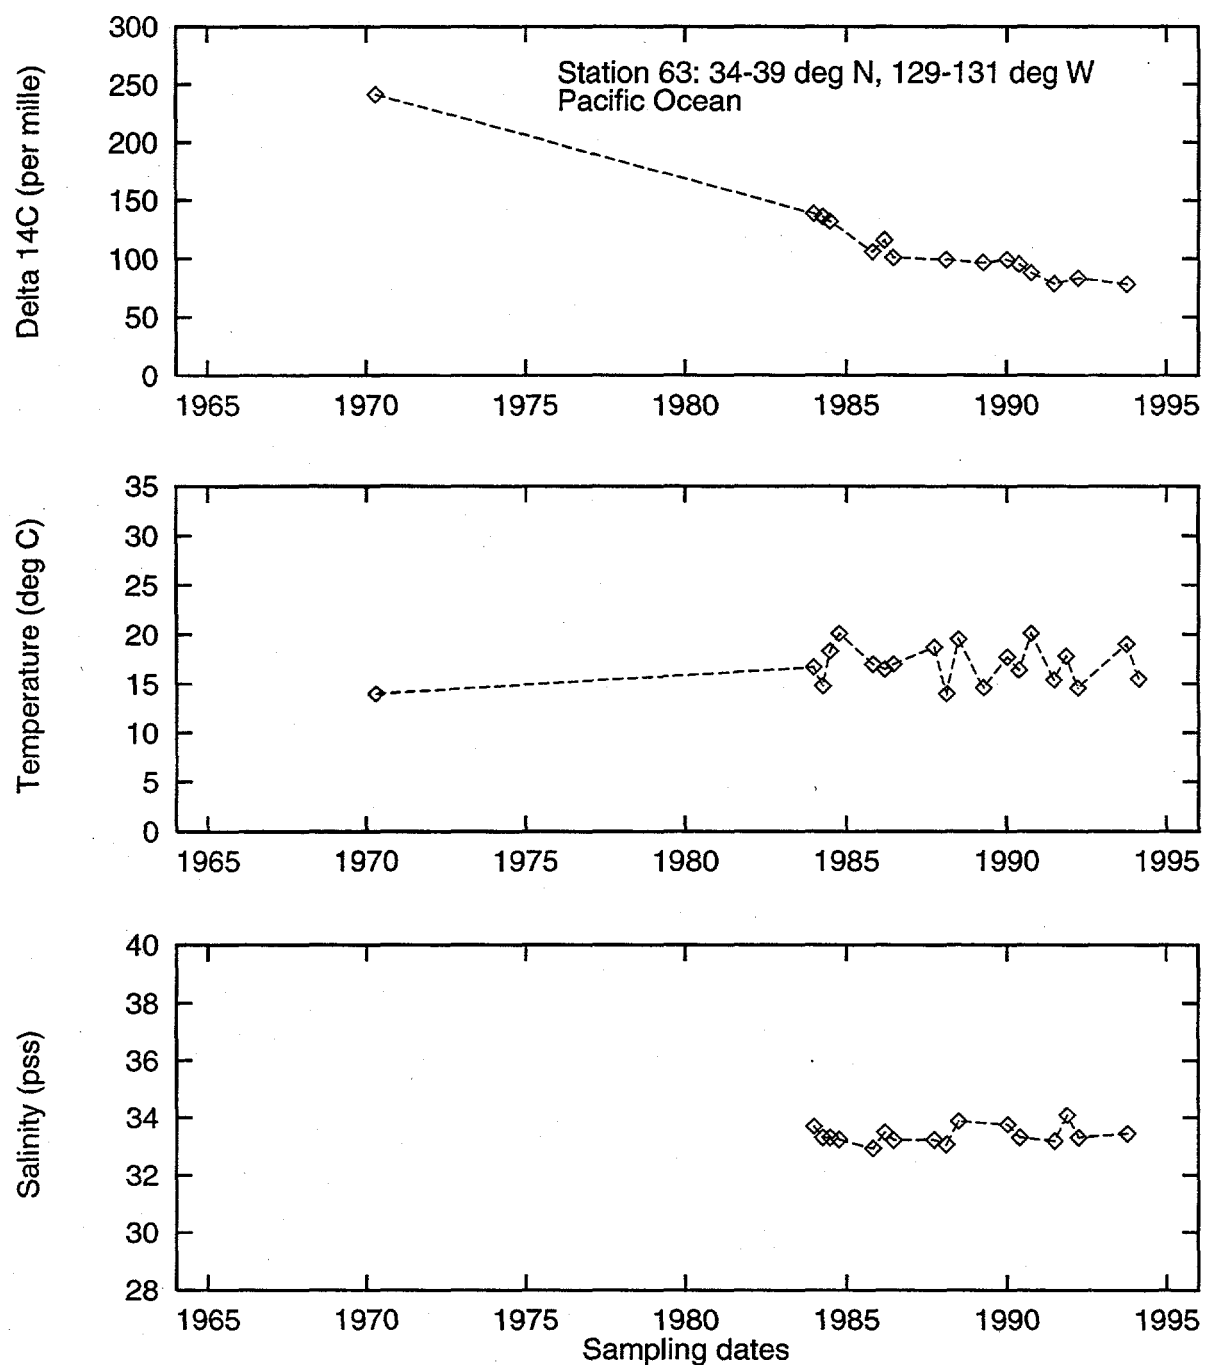 300
250
200
150
100
50
0
Delta 14C (per mille)
Station 63: 34-39 deg N, 129-131 deg W
Pacific Ocean
1965 1970 1975 1980 1985 1990 1995
35
30
25
20
15
10
5
0
Temperature (deg C)
1965 1970 1975 1980 1985 1990 1995
40
38
36
34
32
30
28
Salinity (pss)
1965 1970 1975 1980 1985 1990 1995
Sampling dates